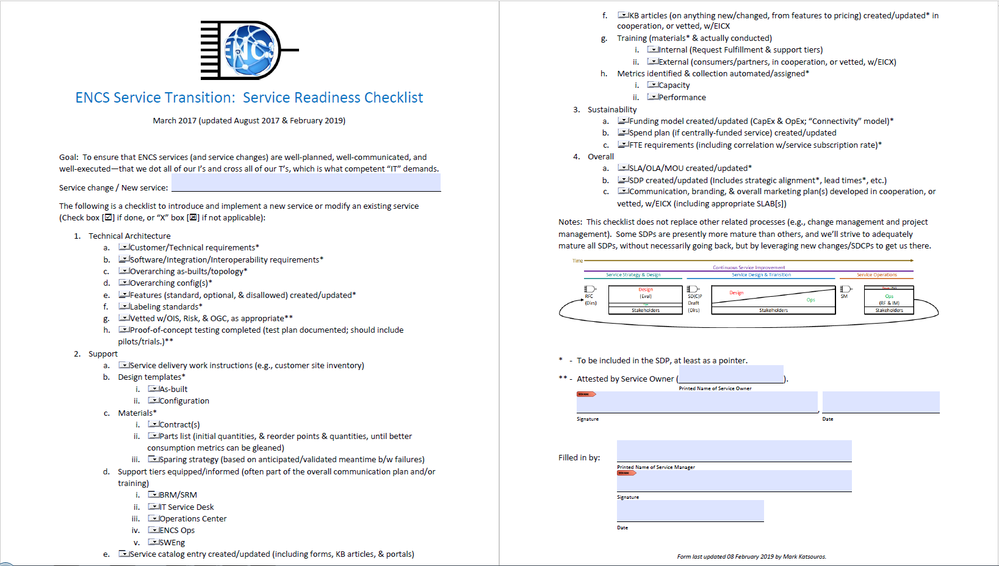 ENCS
ENCS Service Transition:  Service Readiness Checklist
March 2017 (updated August 2017 & February 2019)
Goal:  To ensure that ENCS services (and service changes) are well-planned, well-communicated, and
well-executed—that we dot all of our I's and cross all of our T's, which is what competent "IT" demands.
Service change / New service:
The following is a checklist to introduce and implement a new service or modify an existing service
(Check box [☑] if done, or "X" box [☒] if not applicable):
1. Technical Architecture
a. Customer/Technical requirements*
b. Software/Integration/Interoperability requirements*
c. Overarching as-builts/topology*
d. Overarching config(s)*
e. Features (standard, optional, & disallowed) created/updated*
f. Labeling standards*
g. Vetted w/OIS, Risk, & OGC, as appropriate**
h. Proof-of-concept testing completed (test plan documented; should include
pilots/trials.)**
2. Support
a. Service delivery work instructions (e.g., customer site inventory)
b. Design templates*
i. As-built
ii. Configuration
c. Materials*
i. Contract(s)
ii. Parts list (initial quantities, & reorder points & quantities, until better
consumption metrics can be gleaned)
iii. Sparing strategy (based on anticipated/validated meantime b/w failures)
d. Support tiers equipped/informed (often part of the overall communication plan and/or
training)
i. BRM/SRM
ii. IT Service Desk
iii. Operations Center
iv. ENCS Ops
v. SWEng
e. Service catalog entry created/updated (including forms, KB articles, & portals)
f. KB articles (on anything new/changed, from features to pricing) created/updated* in
cooperation, or vetted, w/EICX
g. Training (materials* & actually conducted)
i. Internal (Request Fulfillment & support tiers)
ii. External (consumers/partners, in cooperation, or vetted, w/EICX)
h. Metrics identified & collection automated/assigned*
i. Capacity
ii. Performance
3. Sustainability
a. Funding model created/updated (CapEx & OpEx; "Connectivity" model)*
b. Spend plan (if centrally-funded service) created/updated
c. FTE requirements (including correlation w/service subscription rate)*
4. Overall
a. SLA/OLA/MOU created/updated*
b. SDP created/updated (Includes strategic alignment*, lead times*, etc.)
c. Communication, branding, & overall marketing plan(s) developed in cooperation, or
vetted, w/EICX (including appropriate SLAB[s])
Notes:  This checklist does not replace other related processes (e.g., change management and project
management).  Some SDPs are presently more mature than others, and we'll strive to adequately
mature all SDPs, without necessarily going back, but by leveraging new changes/SDCPs to get us there.
Time
Continuous Service Improvement
Service Strategy & Design
Service Design & Transition
Service Operations
RFC
(Dirs)
Design
(Eval)
Ops
Stakeholders
SD(C)P
Draft
(Dirs)
Design
Ops
Stakeholders
SM
Ops
(RF & IM)
Stakeholders
* - To be included in the SDP, at least as a pointer.
** - Attested by Service Owner ( ).
Printed Name of Service Owner
,
Signature
Date
Filled in by:
Printed Name of Service Manager
Signature
Date
Form last updated 08 February 2019 by Mark Katsouros.